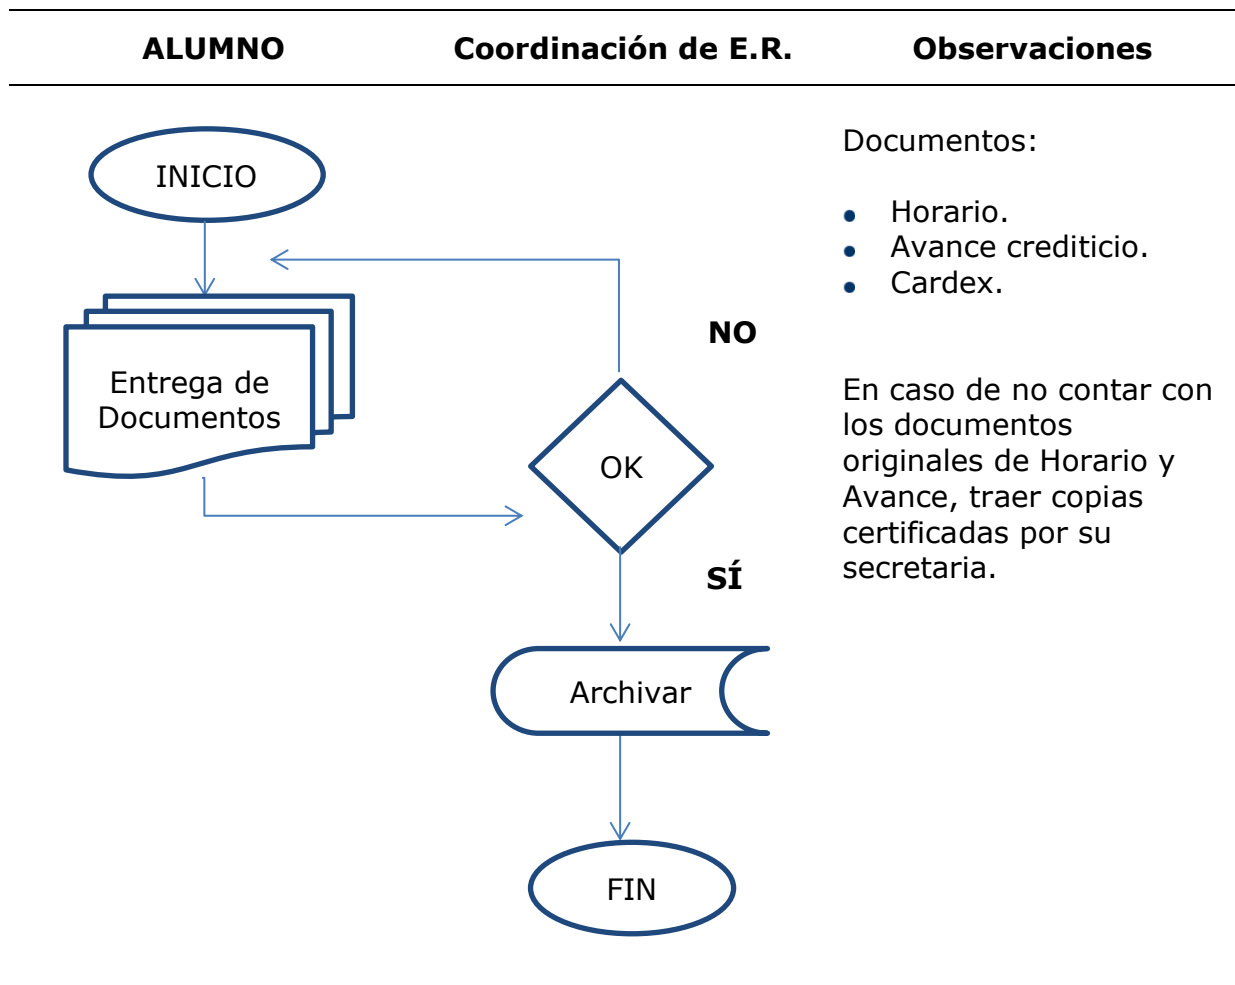 ALUMNO
Coordinación de E.R.
Observaciones
INICIO
Entrega de
Documentos
NO
OK
SÍ
Archivar
FIN
Documentos:
Horario.
Avance crediticio.
Cardex.
En caso de no contar con
los documentos
originales de Horario y
Avance, traer copias
certificadas por su
secretaria.